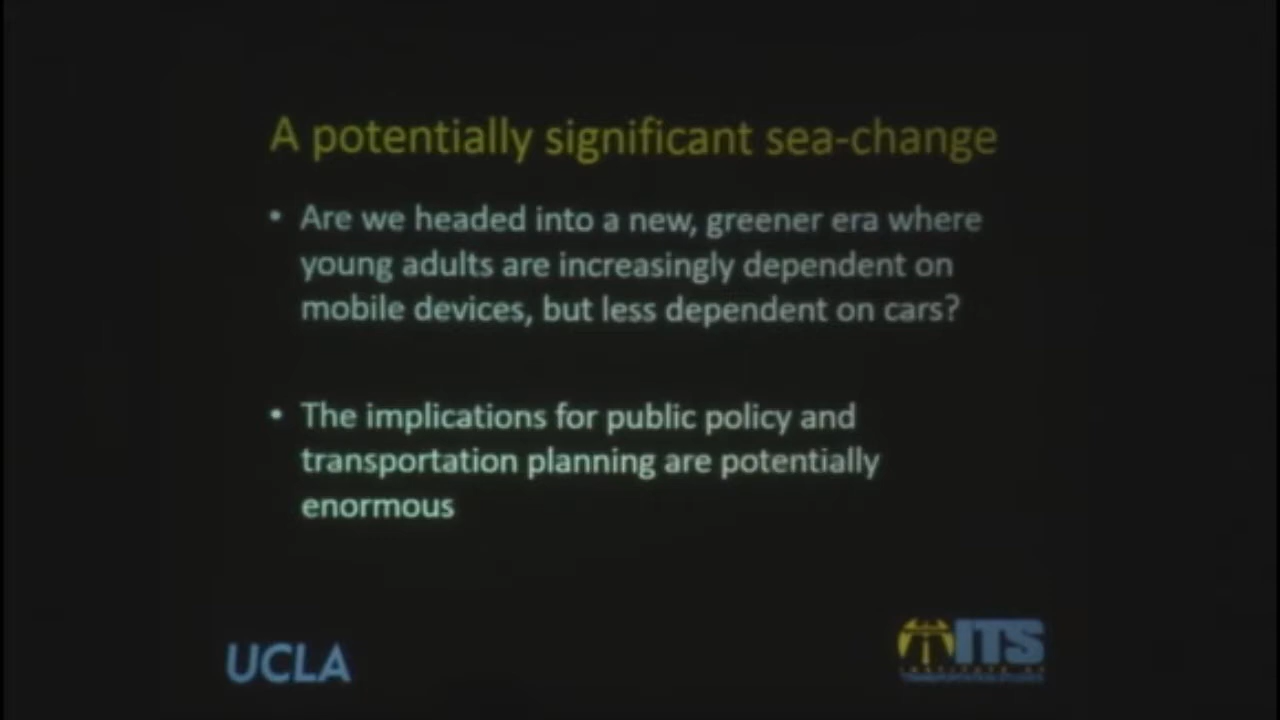 A potentially significant sea-change
• Are we headed into a new, greener era where
young adults are increasingly dependent on
mobile devices, but less dependent on cars?
• The implications for public policy and
transportation planning are potentially
enormous
UCLA
ITS